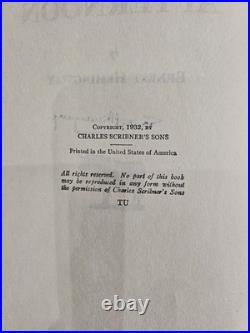 COPYRIGHT, 1932, BY
CHARLES SCRIBNER'S SONS
Printed in the United States of America
All rights reserved. No part of this book
may be reproduced in any form without
the permission of Charles Scribner's Sons
TU